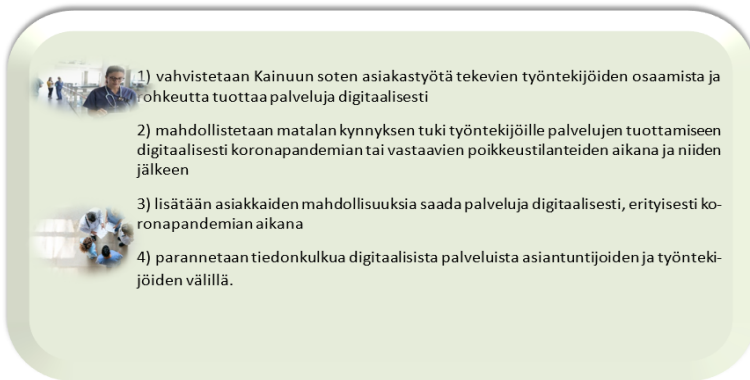 1) vahvistetaan Kainuun soten asiakastyötä tekevien työntekijöiden osaamista ja
rohkeutta tuottaa palveluja digitaalisesti
2) mahdollistetaan matalan kynnyksen tuki työntekijöille palvelujen tuottamiseen
digitaalisesti koronapandemian tai vastaavien poikkeustilanteiden aikana ja niiden
jälkeen
3) lisätään asiakkaiden mahdollisuuksia saada palveluja digitaalisesti, erityisesti ko-
ronapandemian aikana
4) parannetaan tiedonkulkua digitaalisista palveluista asiantuntijoiden ja työnteki-
jöiden välillä.